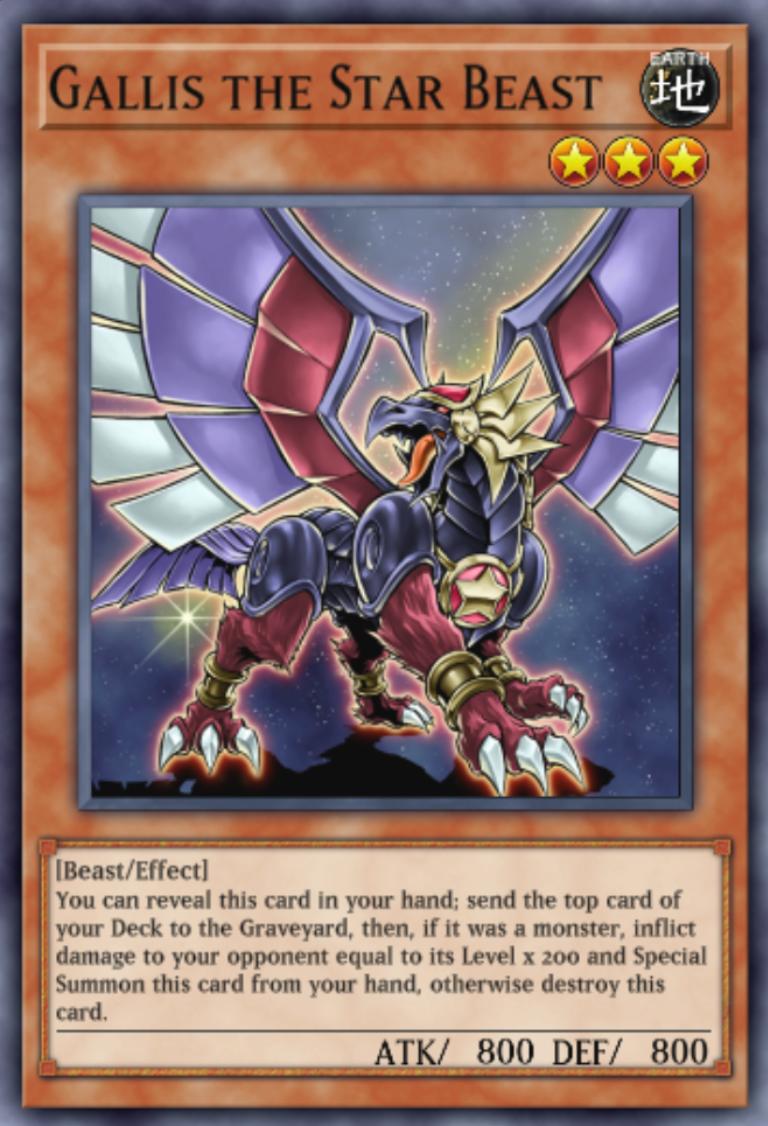 Gallis the Star Beast
EARTH
地
[Beast/Effect]
You can reveal this card in your hand; send the top card of
your Deck to the Graveyard, then, if it was a monster, inflict
damage to your opponent equal to its Level x 200 and Special
Summon this card from your hand, otherwise destroy this
card.
ATK/ 800 DEF/ 800